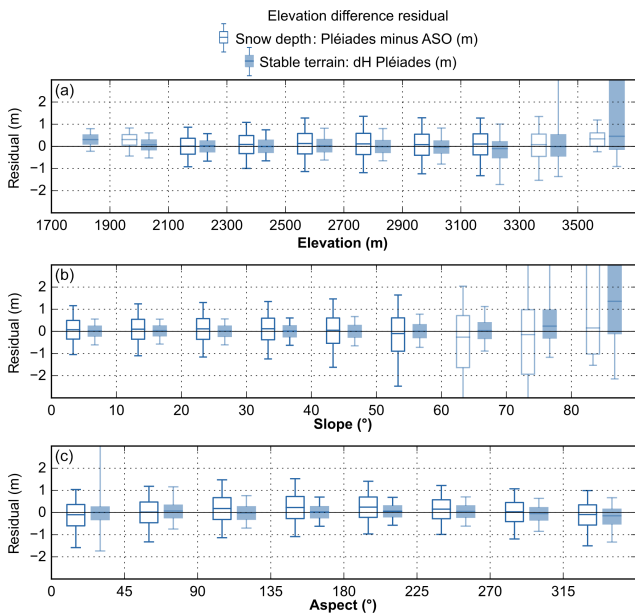 Elevation difference residual
Snow depth: Pléiades minus ASO (m)
Stable terrain: dH Pléiades (m)
(a)
2
1
0
−1
−2
Residual (m)
1700 1900 2100 2300 2500 2700 2900 3100 3300 3500
Elevation (m)
(b)
2
1
0
−1
−2
Residual (m)
0 10 20 30 40 50 60 70 80
Slope (°)
(c)
2
1
0
−1
−2
Residual (m)
0 45 90 135 180 225 270 315
Aspect (°)